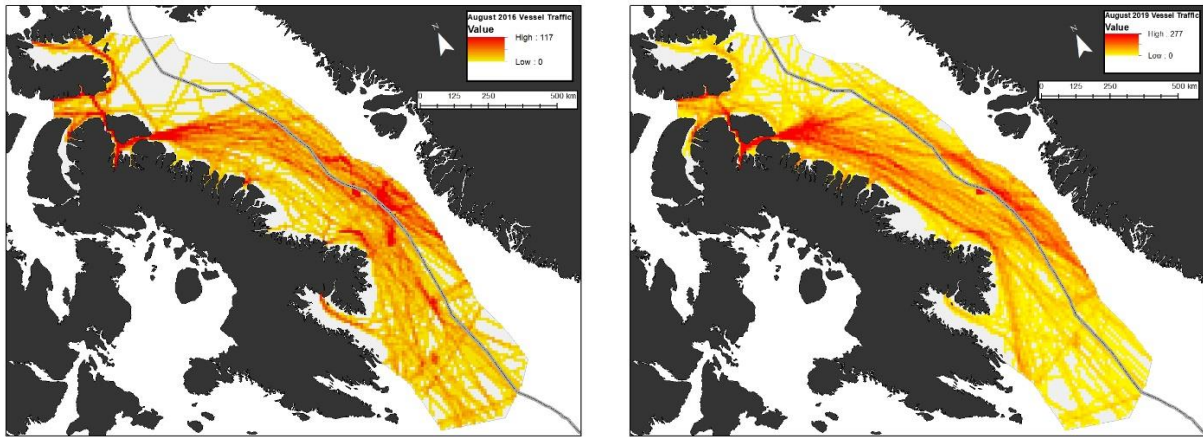 August 2016 Vessel Traffic
Value
High : 117
Low : 0
N
0 125 250 500 km
August 2019 Vessel Traffic
Value
High : 277
Low : 0
N
0 125 250 500 km